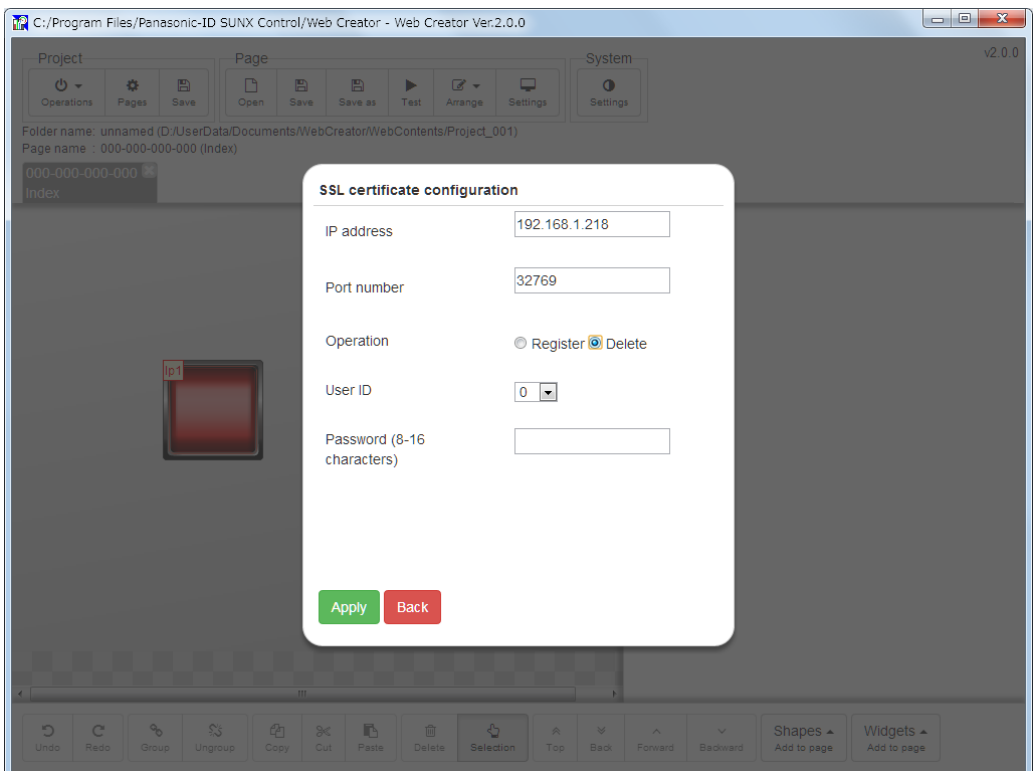 C:/Program Files/Panasonic-ID SUNX Control/Web Creator - Web Creator Ver.2.0.0
v2.0.0
Project Page System
Operations Pages Save Open Save Save as Test Arrange Settings Settings
Folder name: unnamed (D:/UserData/Documents/WebCreator/WebContents/Project_001)
Page name : 000-000-000-000 (Index)
000-000-000-000
Index
lp1
SSL certificate configuration
IP address 192.168.1.218
Port number 32769
Operation Register Delete
User ID 0
Password (8-16
characters)
Apply Back
Undo Redo Group Ungroup Copy Cut Paste Delete Selection Top Back Forward Backward
Shapes Widgets
Add to page Add to page